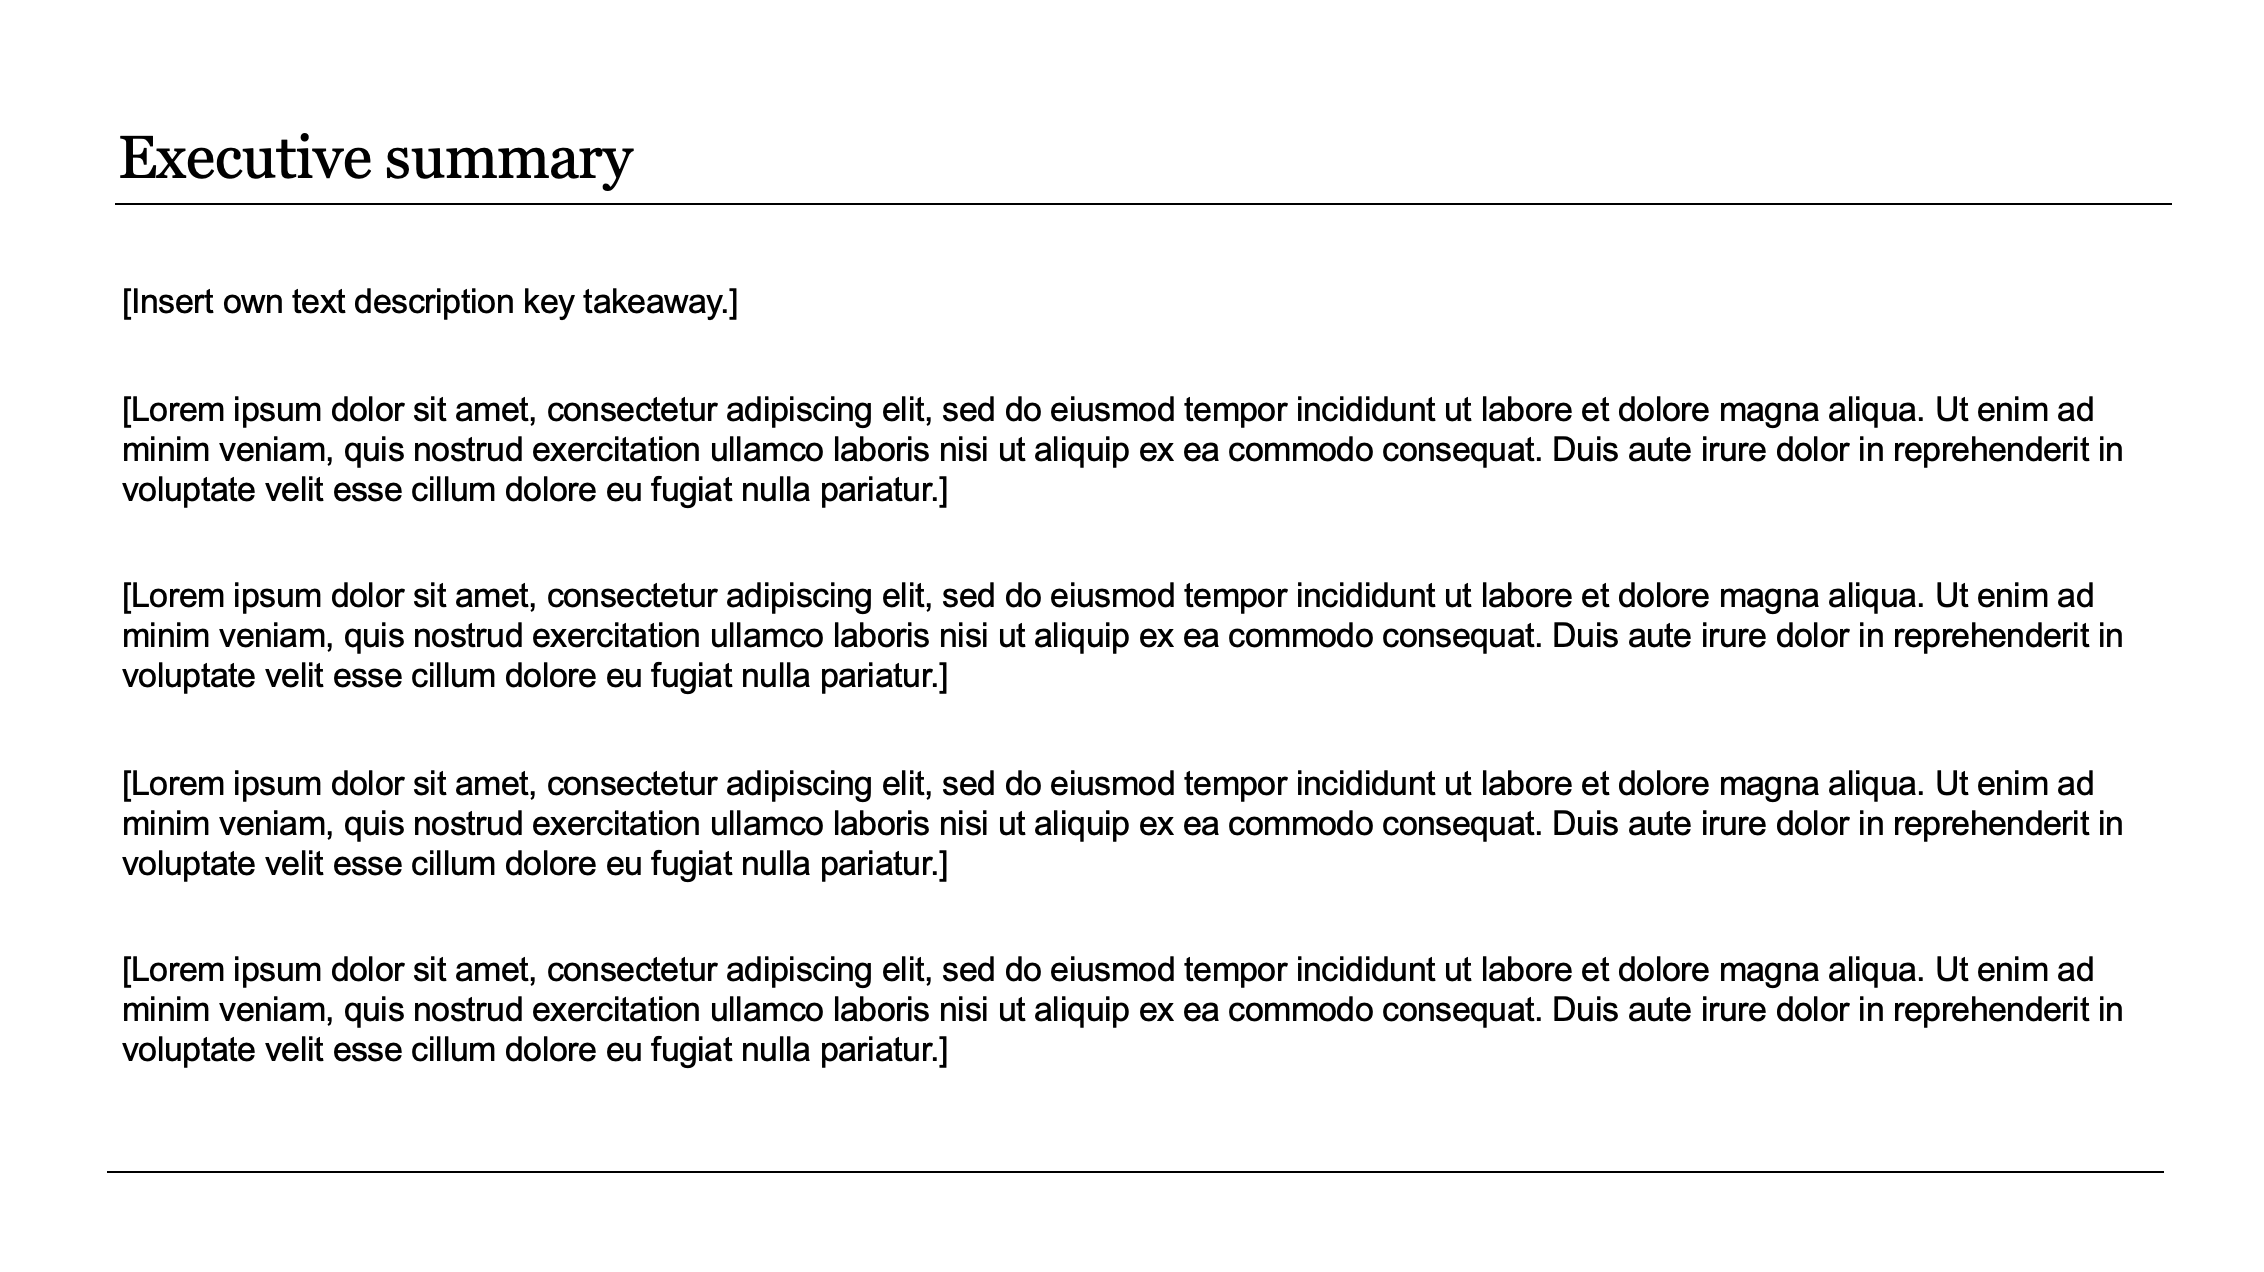 Executive summary
[Insert own text description key takeaway.]
[Lorem ipsum dolor sit amet, consectetur adipiscing elit, sed do eiusmod tempor incididunt ut labore et dolore magna aliqua. Ut enim ad
minim veniam, quis nostrud exercitation ullamco laboris nisi ut aliquip ex ea commodo consequat. Duis aute irure dolor in reprehenderit in
voluptate velit esse cillum dolore eu fugiat nulla pariatur.]
[Lorem ipsum dolor sit amet, consectetur adipiscing elit, sed do eiusmod tempor incididunt ut labore et dolore magna aliqua. Ut enim ad
minim veniam, quis nostrud exercitation ullamco laboris nisi ut aliquip ex ea commodo consequat. Duis aute irure dolor in reprehenderit in
voluptate velit esse cillum dolore eu fugiat nulla pariatur.]
[Lorem ipsum dolor sit amet, consectetur adipiscing elit, sed do eiusmod tempor incididunt ut labore et dolore magna aliqua. Ut enim ad
minim veniam, quis nostrud exercitation ullamco laboris nisi ut aliquip ex ea commodo consequat. Duis aute irure dolor in reprehenderit in
voluptate velit esse cillum dolore eu fugiat nulla pariatur.]
[Lorem ipsum dolor sit amet, consectetur adipiscing elit, sed do eiusmod tempor incididunt ut labore et dolore magna aliqua. Ut enim ad
minim veniam, quis nostrud exercitation ullamco laboris nisi ut aliquip ex ea commodo consequat. Duis aute irure dolor in reprehenderit in
voluptate velit esse cillum dolore eu fugiat nulla pariatur.]